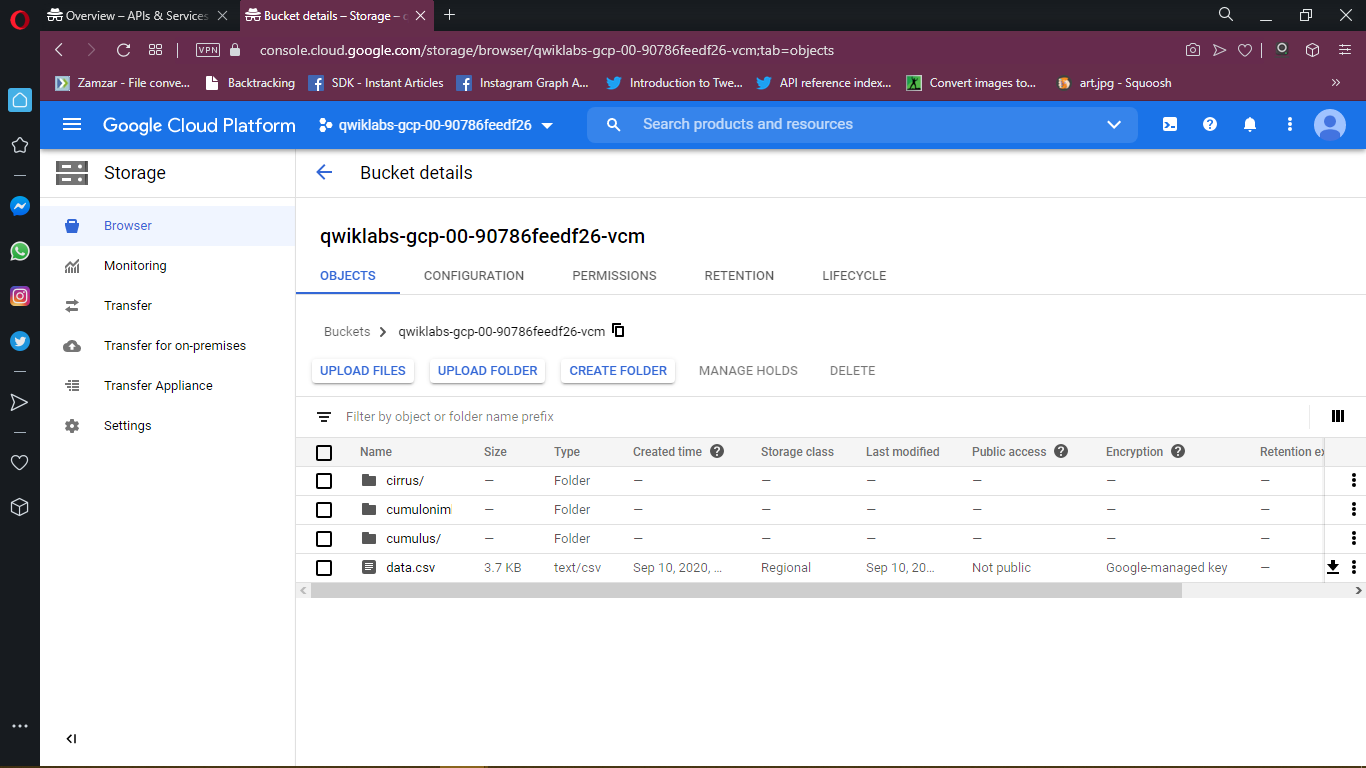 Overview – APIs & Services
Bucket details – Storage –
VPN
console.cloud.google.com/storage/browser/qwiklabs-gcp-00-90786feedf26-vcm;tab=objects
Zamzar - File conve...
Backtracking
SDK - Instant Articles
Instagram Graph A...
Introduction to Twe...
API reference index...
Convert images to...
art.jpg - Squoosh
Google Cloud Platform
qwiklabs-gcp-00-90786feedf26
Search products and resources
Storage
Bucket details
Browser
Monitoring
Transfer
Transfer for on-premises
Transfer Appliance
Settings
qwiklabs-gcp-00-90786feedf26-vcm
OBJECTS CONFIGURATION PERMISSIONS RETENTION LIFECYCLE
Buckets qwiklabs-gcp-00-90786feedf26-vcm
UPLOAD FILES UPLOAD FOLDER CREATE FOLDER MANAGE HOLDS DELETE
Filter by object or folder name prefix
Name Size Type Created time Storage class Last modified Public access Encryption Retention ex
cirrus/ — Folder — — — — — —
cumulonim — Folder — — — — — —
cumulus/ — Folder — — — — — —
data.csv 3.7 KB text/csv Sep 10, 2020, ... Regional Sep 10, 20... Not public Google-managed key —